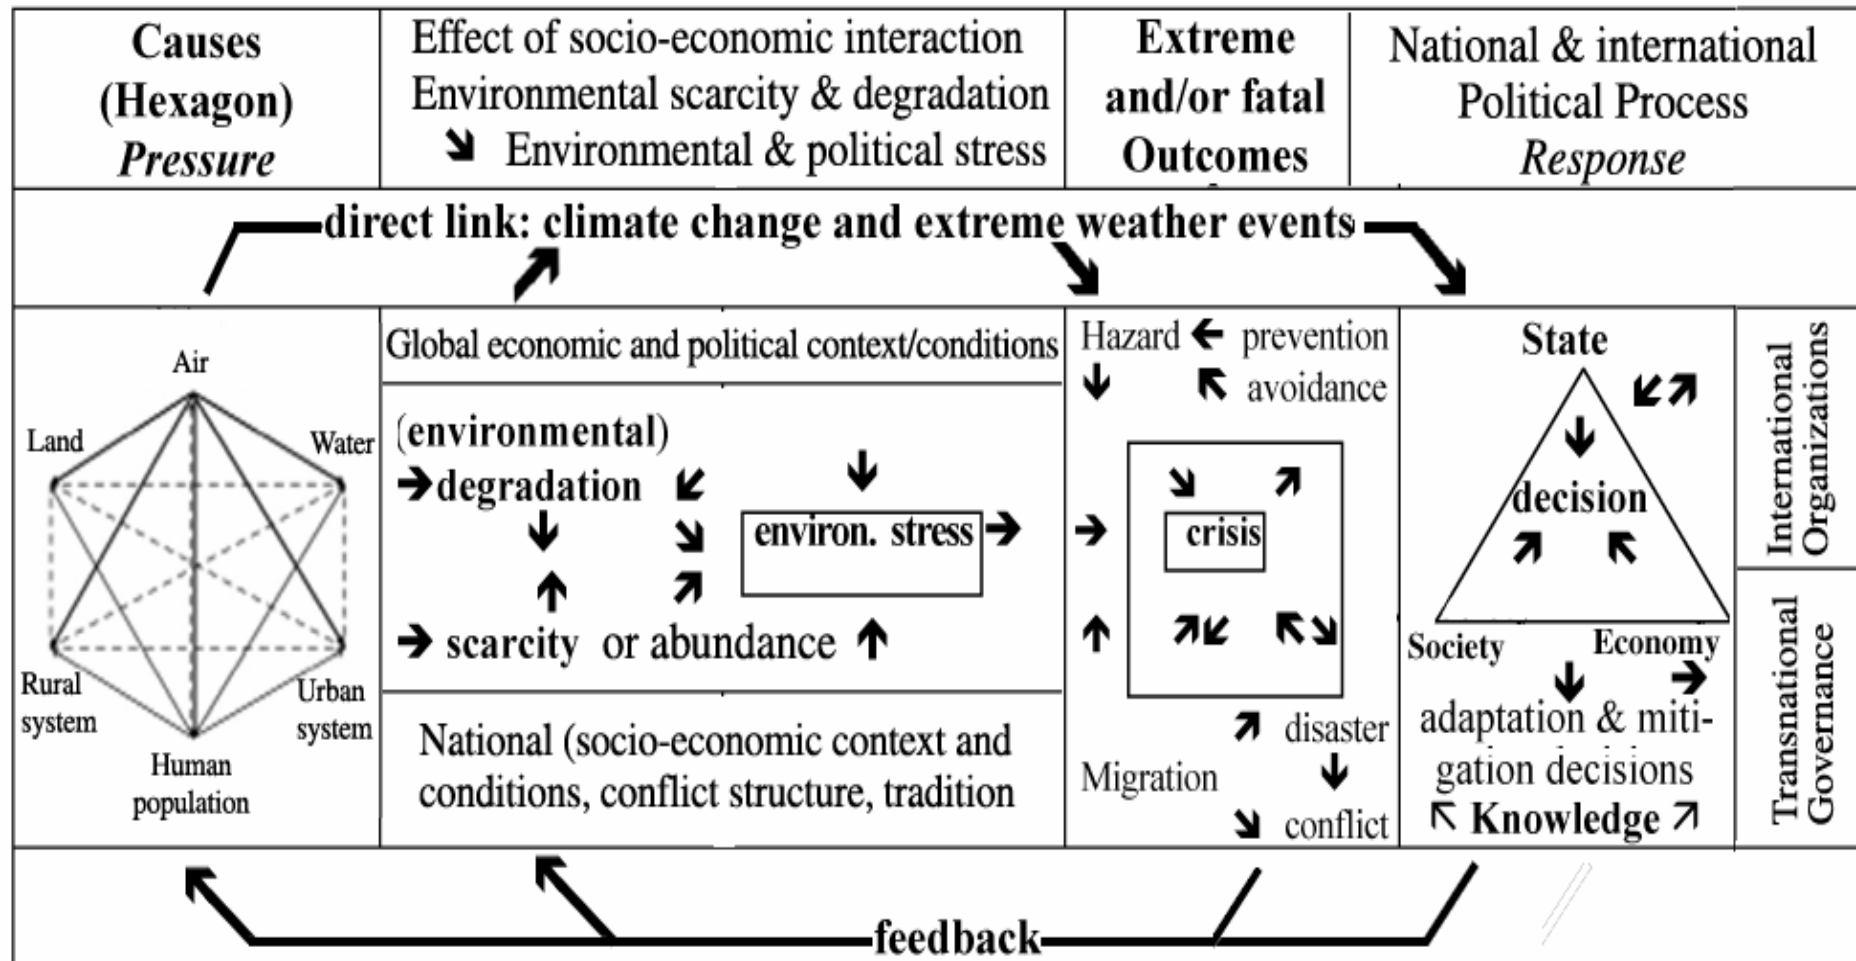 Causes
(Hexagon)
Pressure
Effect of socio-economic interaction
Environmental scarcity & degradation
Environmental & political stress
Extreme
and/or fatal
Outcomes
National & international
Political Process
Response
direct link: climate change and extreme weather events
Air
Land
Water
Rural
system
Urban
system
Human
population
Global economic and political context/conditions
(environmental)
degradation
environ. stress
scarcity or abundance
National (socio-economic context and
conditions, conflict structure, tradition
Hazard
prevention
avoidance
crisis
disaster
Migration
conflict
State
decision
Society
Economy
adaptation & miti-
gation decisions
Knowledge
International
Organizations
Transnational
Governance
feedback